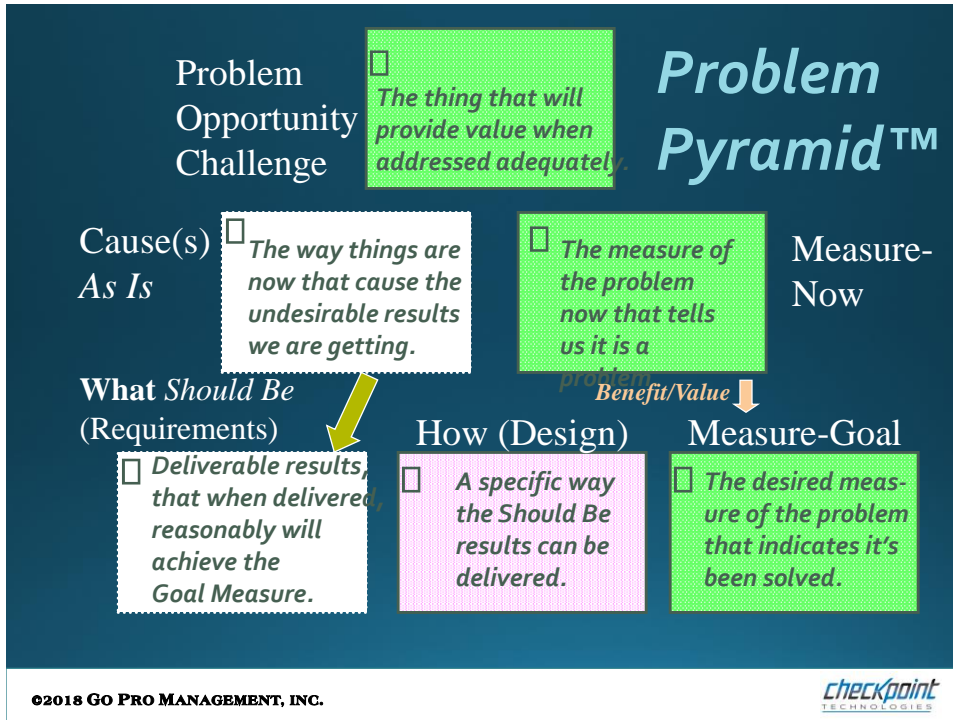 Problem
Opportunity
Challenge
The thing that will
provide value when
addressed adequately.
Problem
Pyramid™
Cause(s)
As Is
The way things are
now that cause the
undesirable results
we are getting.
The measure of
the problem
now that tells
us it is a
problem.
Measure-
Now
Benefit/Value
What Should Be
(Requirements)
Deliverable results,
that when delivered,
reasonably will
achieve the
Goal Measure.
How (Design)
A specific way
the Should Be
results can be
delivered.
Measure-Goal
The desired meas-
ure of the problem
that indicates it's
been solved.
©2018 GO PRO MANAGEMENT, INC.
checkpoint
TECHNOLOGIES